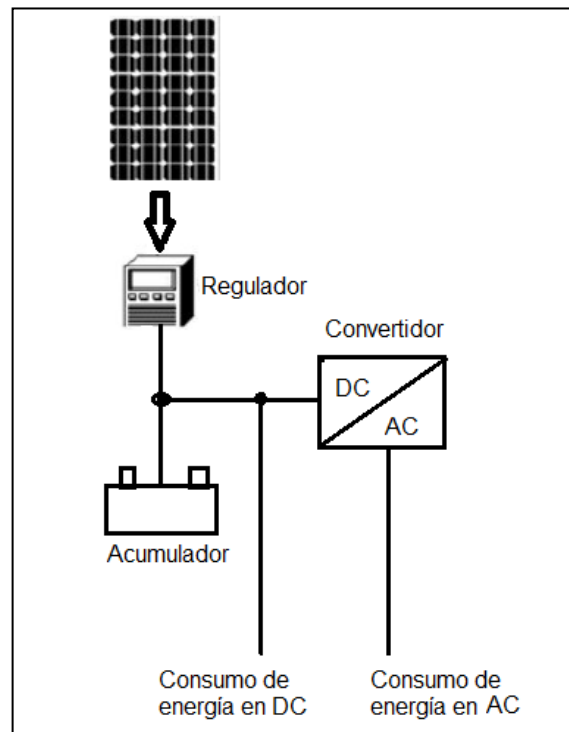 Regulador
Convertidor
DC
AC
Acumulador
Consumo de
energía en DC
Consumo de
energía en AC